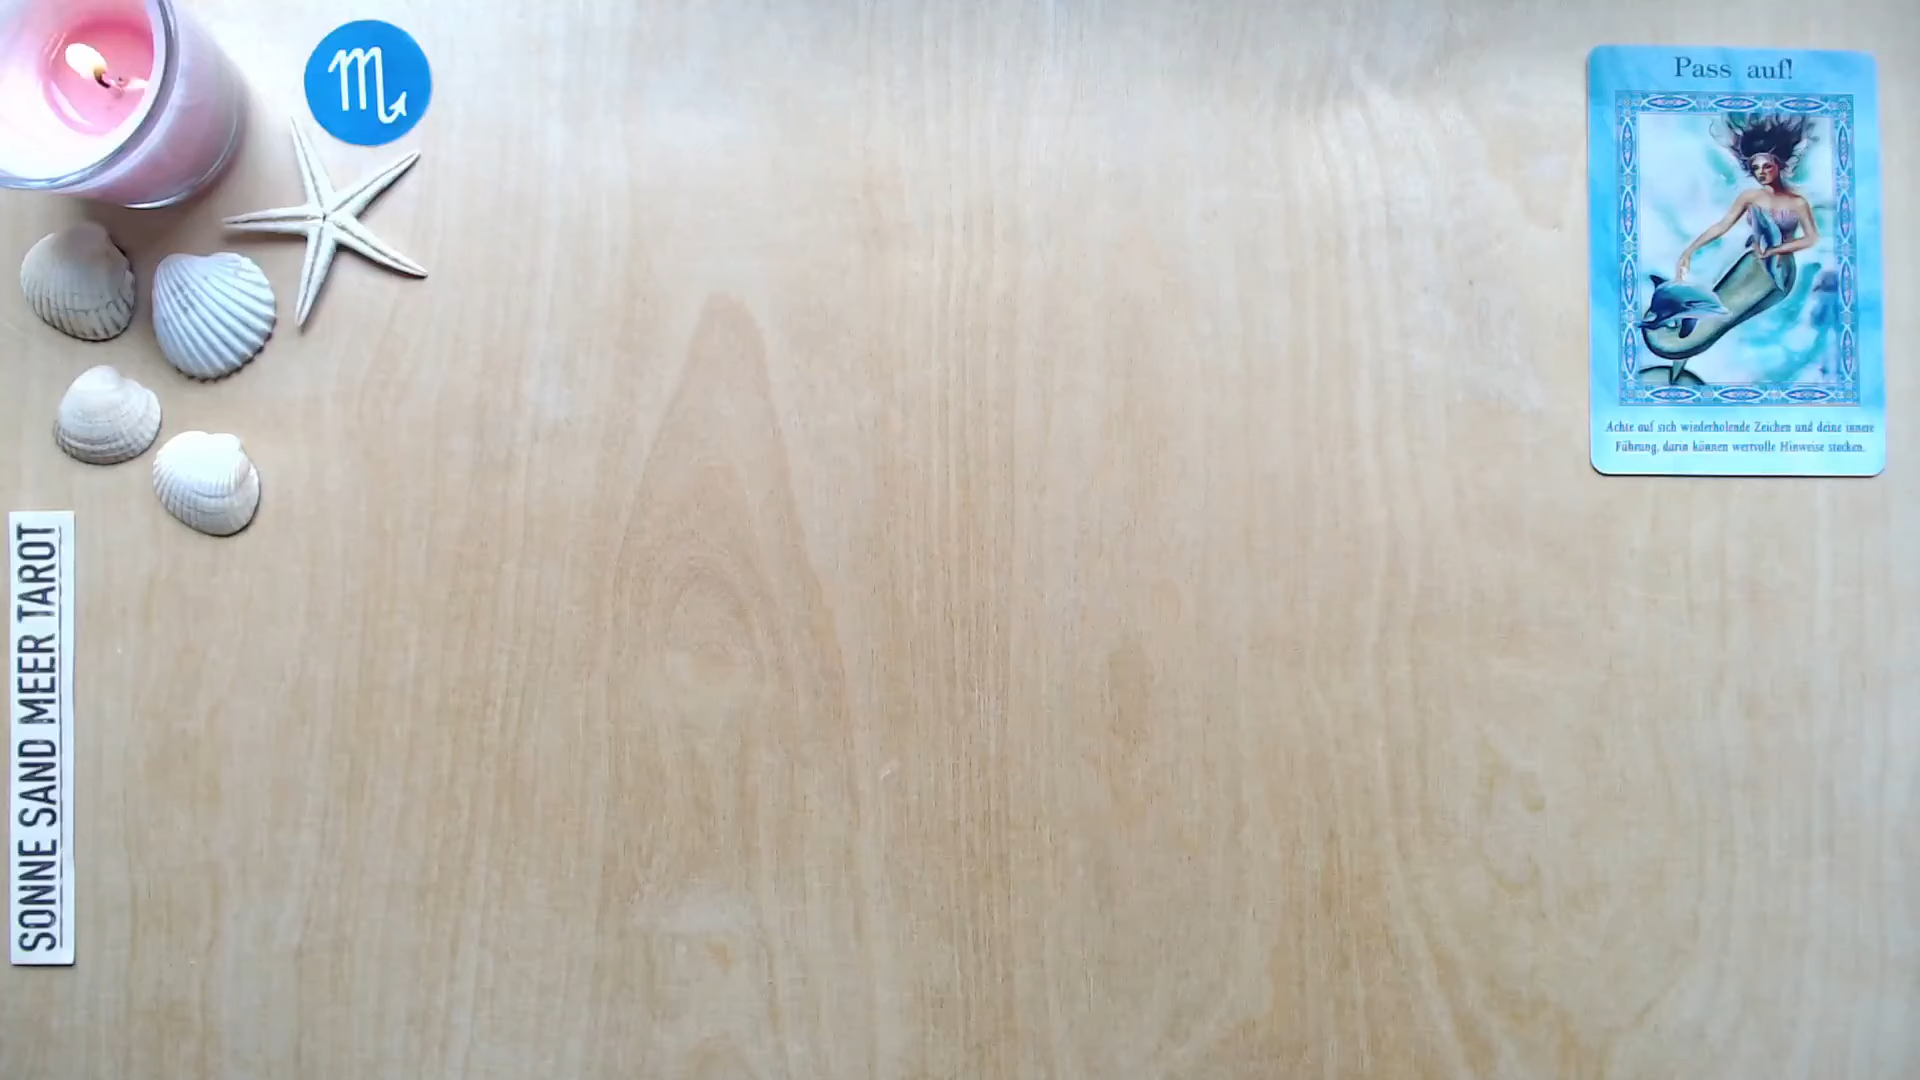 Pass auf!
Achte auf sich wiederholende Zeichen und deine innere
Führung, darin können wertvolle Hinweise stecken.
SONNE SAND MEER TAROT